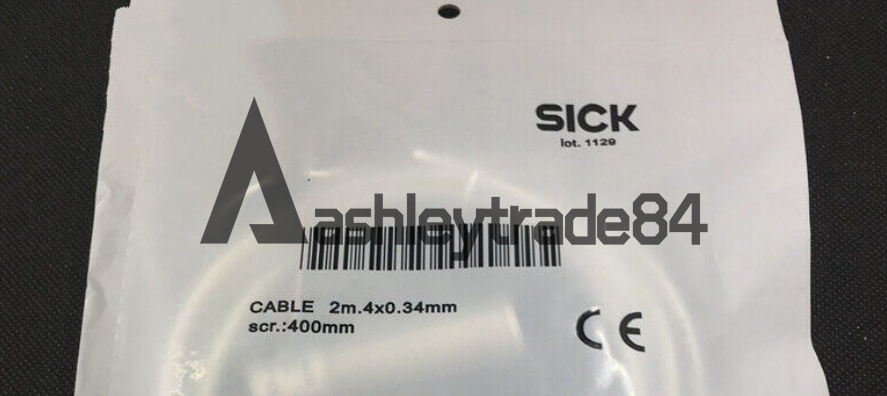 SICK
lot. 1129
ashleytrade84
CABLE 2m.4x0.34mm
scr.:400mm
CE